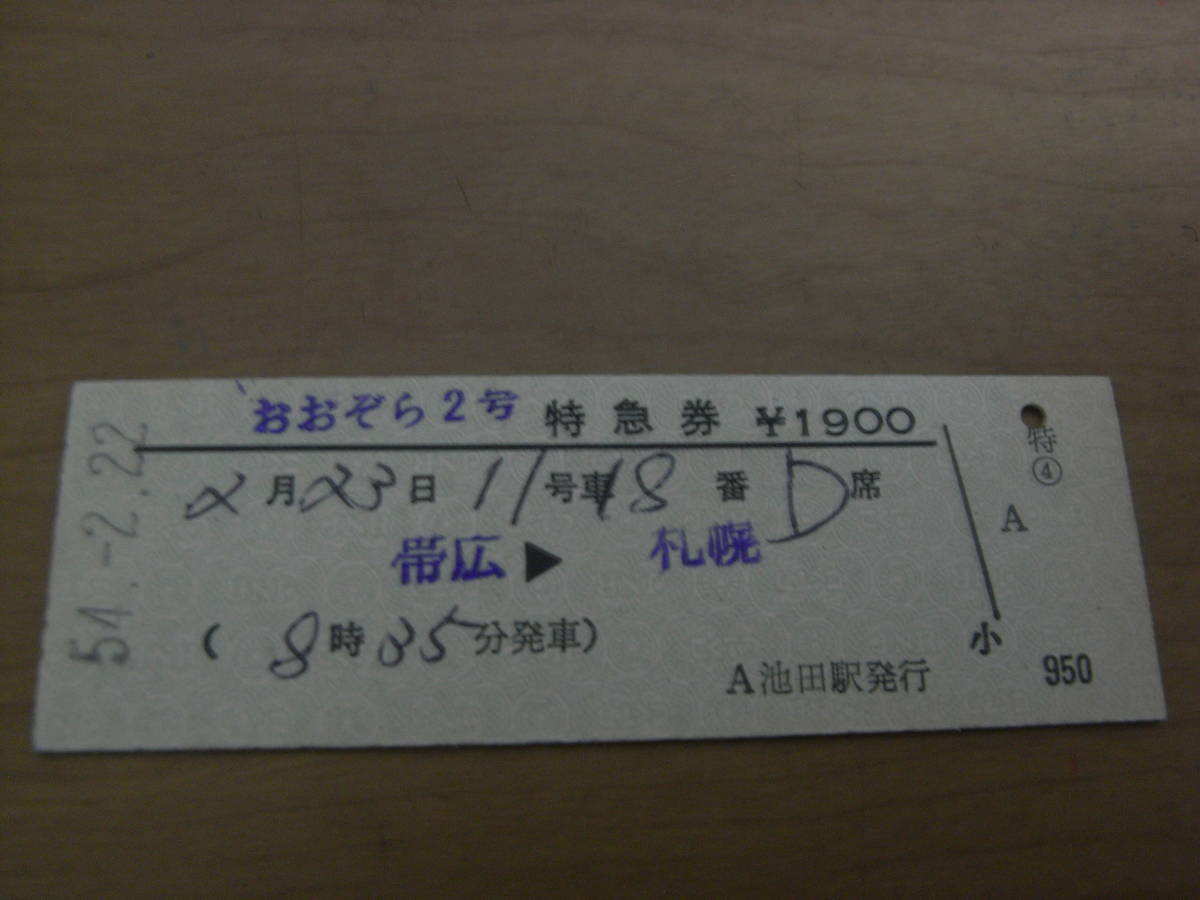 おおぞら2号 特急券 ¥1900
2月23日 11号車 18番 D席
帯広▶札幌
(8時35分発車)
A池田駅発行
54.-2.22
特
④
A
小
950